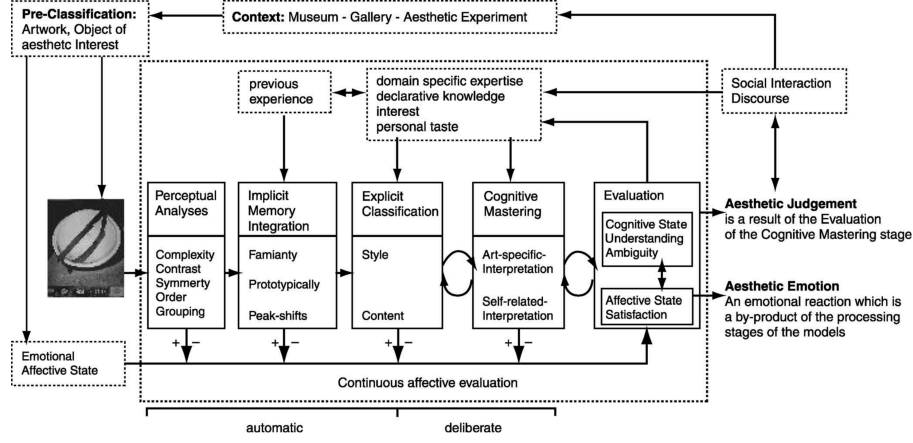 Pre-Classification:
Artwork, Object of
aesthetc Interest
Context: Museum - Gallery - Aesthetic Experiment
previous
experience
domain specific expertise
declarative knowledge
interest
personal taste
Social Interaction
Discourse
Perceptual
Analyses
Complexity
Contrast
Symmerty
Order
Grouping
Implicit
Memory
Integration
Famianty
Prototypically
Peak-shifts
Explicit
Classification
Style
Content
Cognitive
Mastering
Art-specific-
Interpretation
Self-related-
Interpretation
Evaluation
Cognitive State
Understanding
Ambiguity
Affective State
Satisfaction
Aesthetic Judgement
is a result of the Evaluation
of the Cognitive Mastering stage
Aesthetic Emotion
An emotional reaction which is
a by-product of the processing
stages of the models
+ −
+ −
+ −
+ −
Emotional
Affective State
Continuous affective evaluation
automatic
deliberate